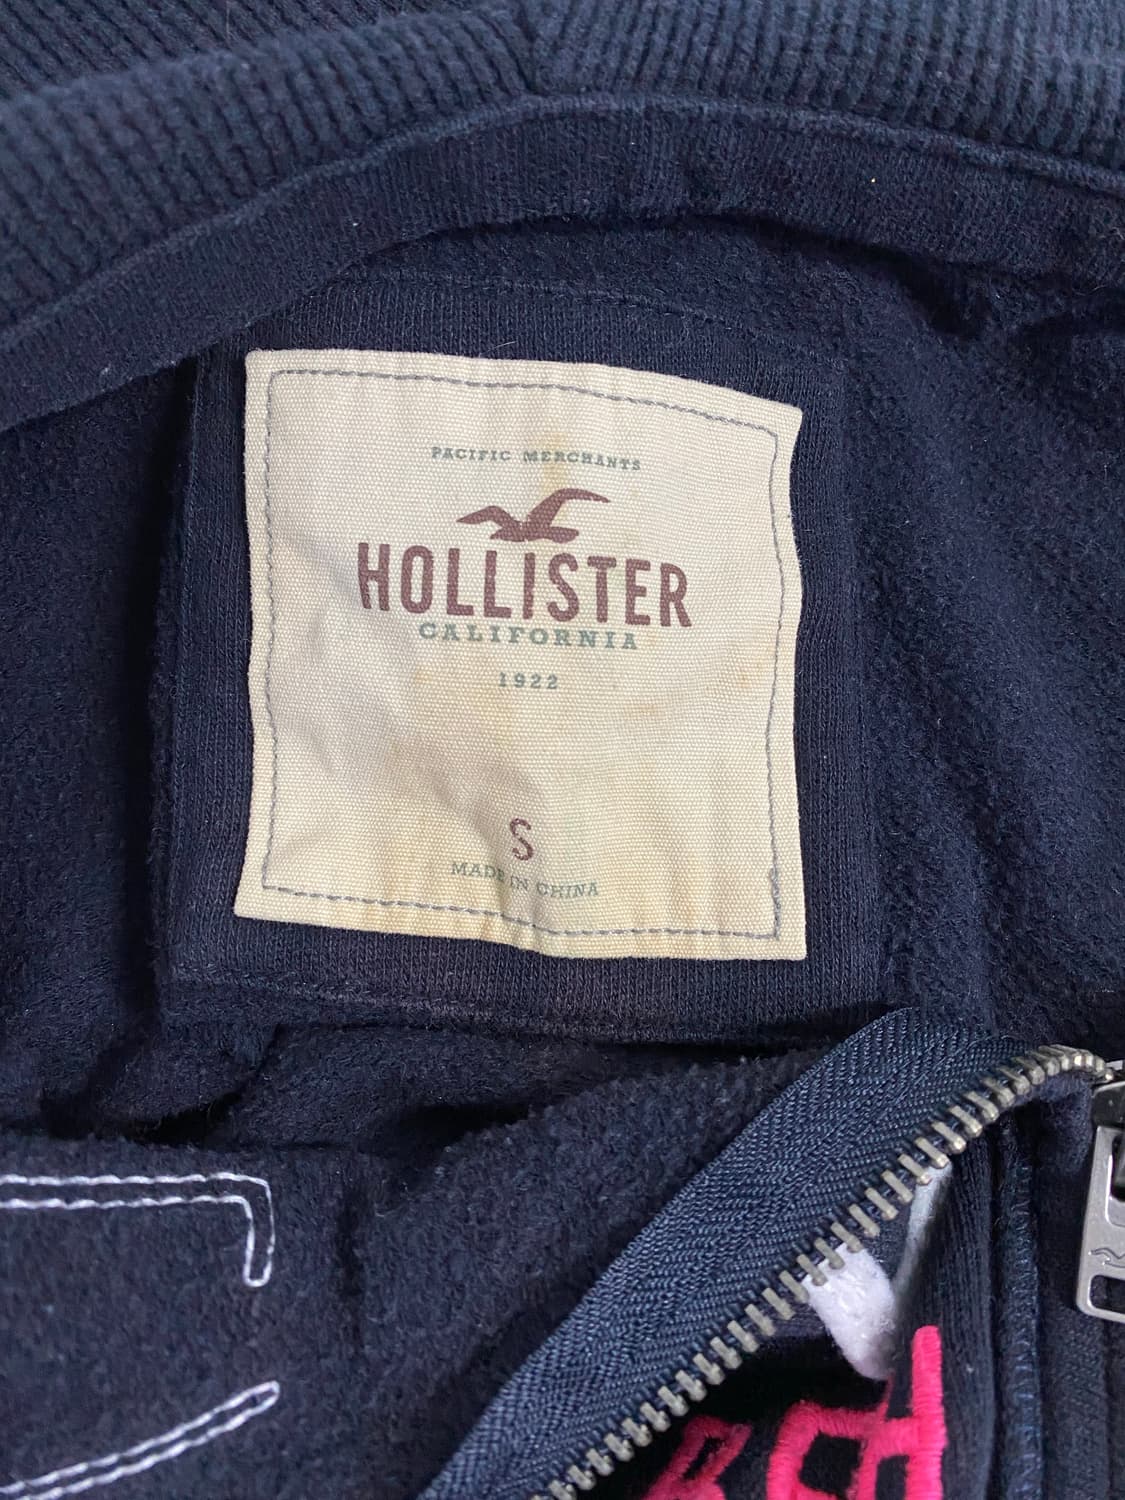 PACIFIC MERCHANTS
HOLLISTER
CALIFORNIA
1922
S
MADE IN CHINA